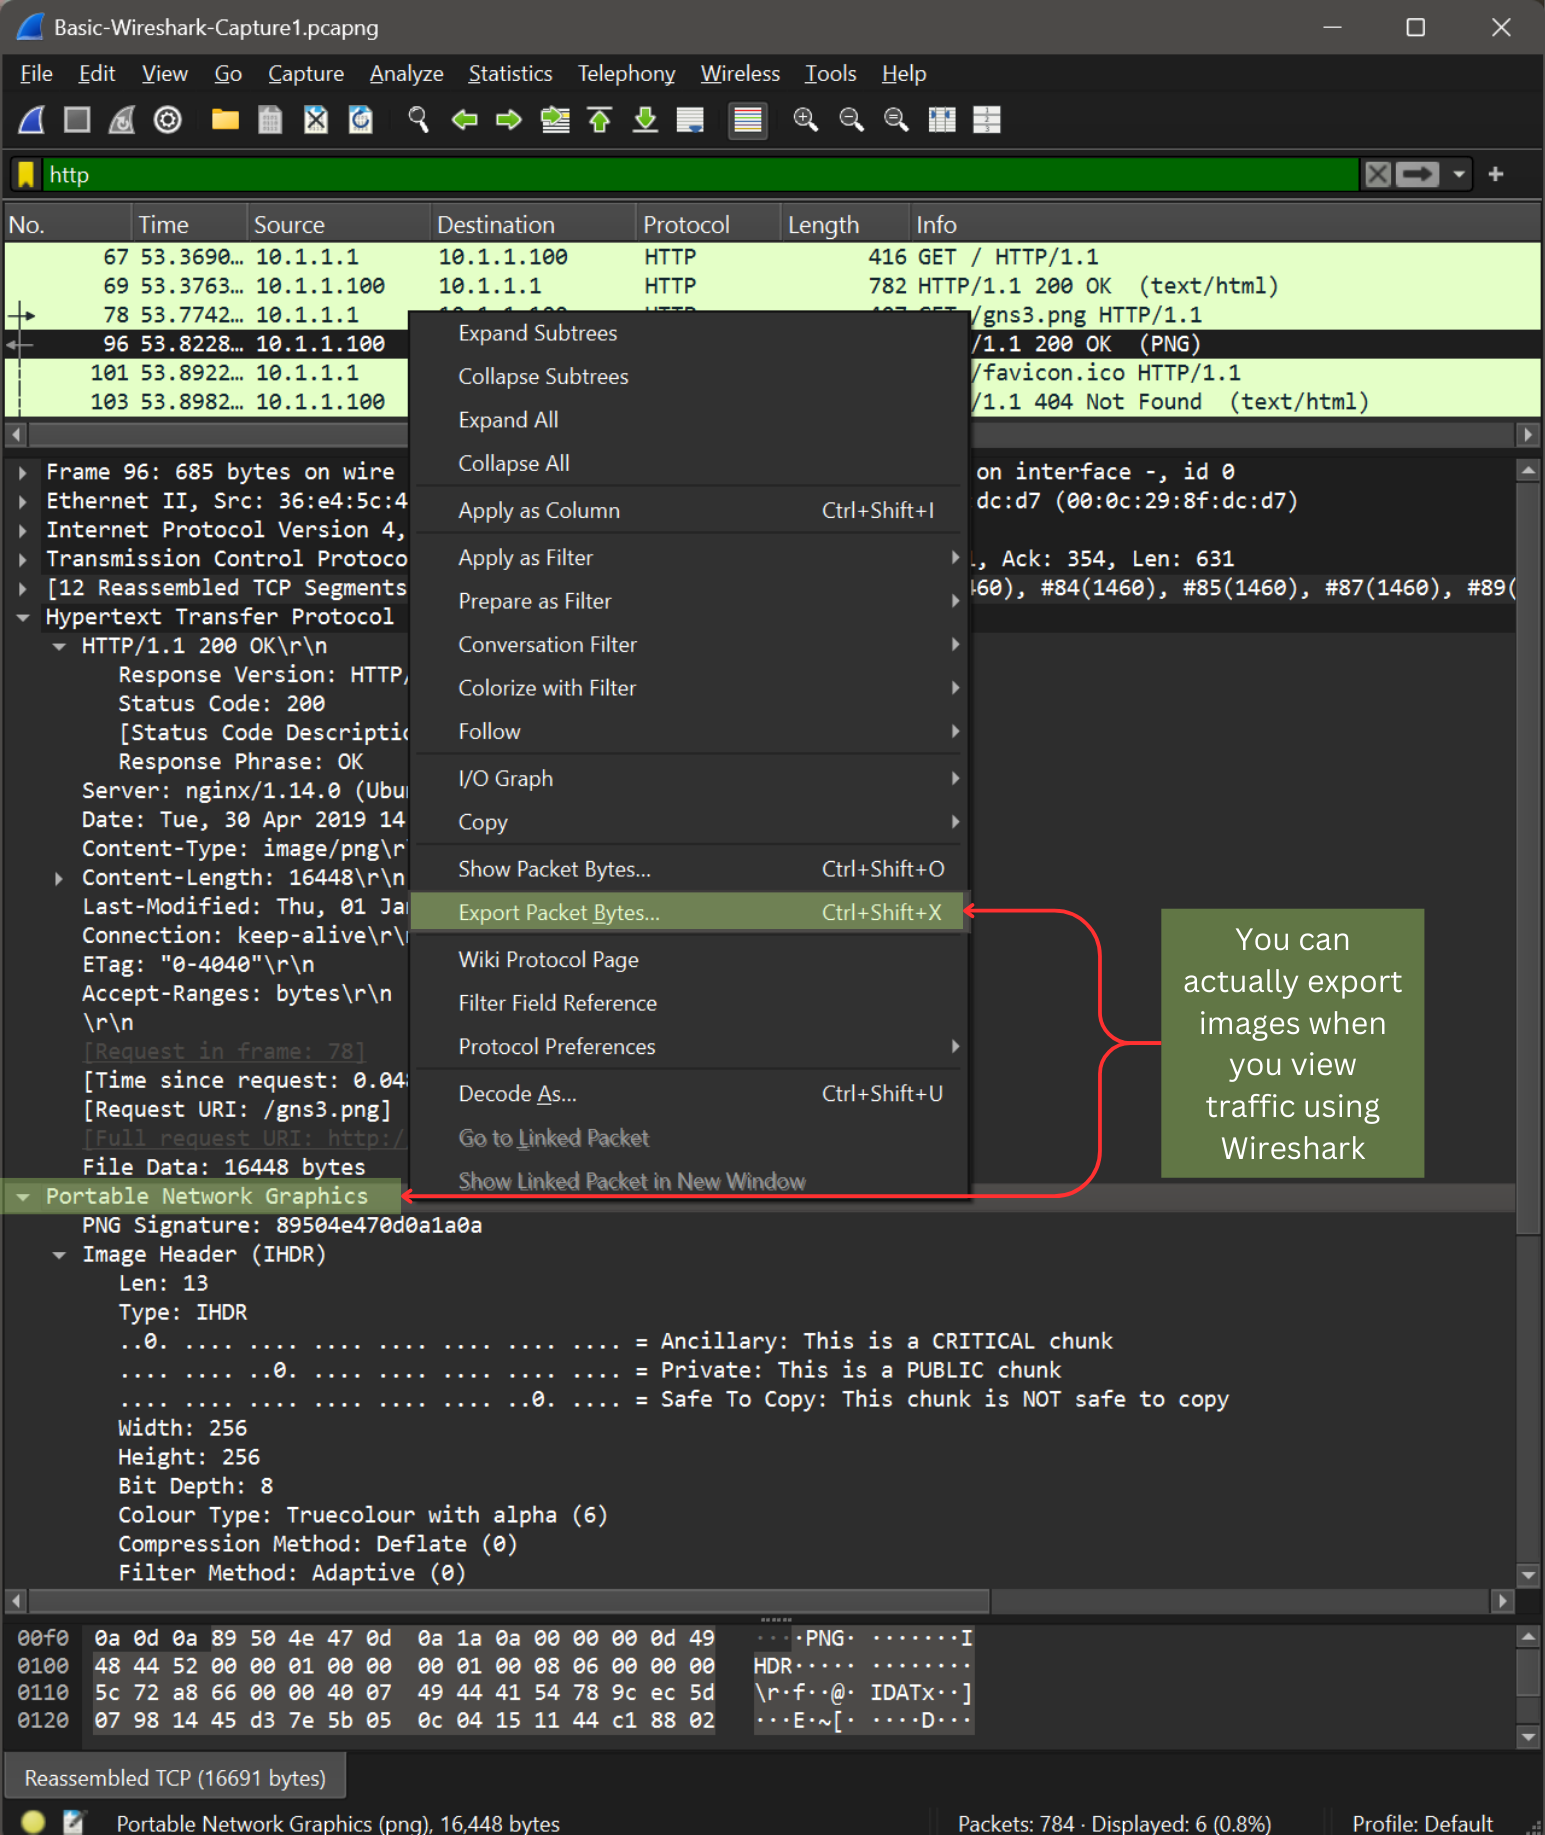 Basic-Wireshark-Capture1.pcapng
File Edit View Go Capture Analyze Statistics Telephony Wireless Tools Help
http
No. Time Source Destination Protocol Length Info
67 53.3690… 10.1.1.1 10.1.1.100 HTTP 416 GET / HTTP/1.1
69 53.3763… 10.1.1.100 10.1.1.1 HTTP 782 HTTP/1.1 200 OK (text/html)
78 53.7742… 10.1.1.1 /gns3.png HTTP/1.1
96 53.8228… 10.1.1.100 /1.1 200 OK (PNG)
101 53.8922… 10.1.1.1 /favicon.ico HTTP/1.1
103 53.8982… 10.1.1.100 /1.1 404 Not Found (text/html)
Expand Subtrees
Collapse Subtrees
Expand All
Collapse All
Apply as Column Ctrl+Shift+I
Apply as Filter
Prepare as Filter
Conversation Filter
Colorize with Filter
Follow
I/O Graph
Copy
Show Packet Bytes... Ctrl+Shift+O
Export Packet Bytes... Ctrl+Shift+X
Wiki Protocol Page
Filter Field Reference
Protocol Preferences
Decode As... Ctrl+Shift+U
Go to Linked Packet
Show Linked Packet in New Window
You can
actually export
images when
you view
traffic using
Wireshark
Frame 96: 685 bytes on wire on interface -, id 0
Ethernet II, Src: 36:e4:5c:4 dc:d7 (00:0c:29:8f:dc:d7)
Internet Protocol Version 4,
Transmission Control Protoco , Ack: 354, Len: 631
[12 Reassembled TCP Segments 60), #84(1460), #85(1460), #87(1460), #89(
Hypertext Transfer Protocol
HTTP/1.1 200 OK\r\n
Response Version: HTTP/
Status Code: 200
[Status Code Descriptio
Response Phrase: OK
Server: nginx/1.14.0 (Ubu
Date: Tue, 30 Apr 2019 14
Content-Type: image/png\r
Content-Length: 16448\r\n
Last-Modified: Thu, 01 Ja
Connection: keep-alive\r\
ETag: "0-4040"\r\n
Accept-Ranges: bytes\r\n
\r\n
[Request in frame: 78]
[Time since request: 0.048
[Request URI: /gns3.png]
[Full request URI: http:/
File Data: 16448 bytes
Portable Network Graphics
PNG Signature: 89504e470d0a1a0a
Image Header (IHDR)
Len: 13
Type: IHDR
..0. .... .... .... .... .... .... .... = Ancillary: This is a CRITICAL chunk
.... .... ..0. .... .... .... .... .... = Private: This is a PUBLIC chunk
.... .... .... .... .... .... ..0. .... = Safe To Copy: This chunk is NOT safe to copy
Width: 256
Height: 256
Bit Depth: 8
Colour Type: Truecolour with alpha (6)
Compression Method: Deflate (0)
Filter Method: Adaptive (0)
00f0 0a 0d 0a 89 50 4e 47 0d 0a 1a 0a 00 00 00 0d 49 ····PNG· ·······I
0100 48 44 52 00 00 01 00 00 00 01 00 08 06 00 00 00 HDR····· ········
0110 5c 72 a8 66 00 00 40 07 49 44 41 54 78 9c ec 5d \r·f··@· IDATx··]
0120 07 98 14 45 d3 7e 5b 05 0c 04 15 11 44 c1 88 02 ···E·~[· ····D···
Reassembled TCP (16691 bytes)
Portable Network Graphics (png), 16,448 bytes Packets: 784 · Displayed: 6 (0.8%) Profile: Default